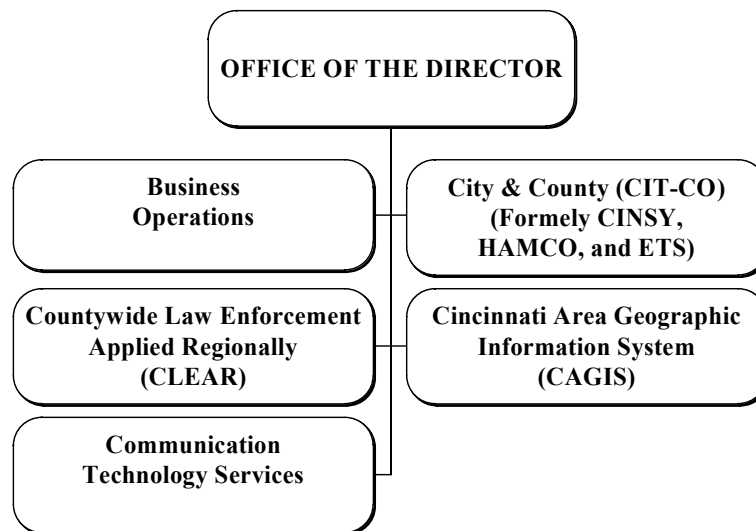 OFFICE OF THE DIRECTOR
Business
Operations
City & County (CIT-CO)
(Formerly CINSY,
HAMCO, and ETS)
Countywide Law Enforcement
Applied Regionally
(CLEAR)
Cincinnati Area Geographic
Information System
(CAGIS)
Communication
Technology Services